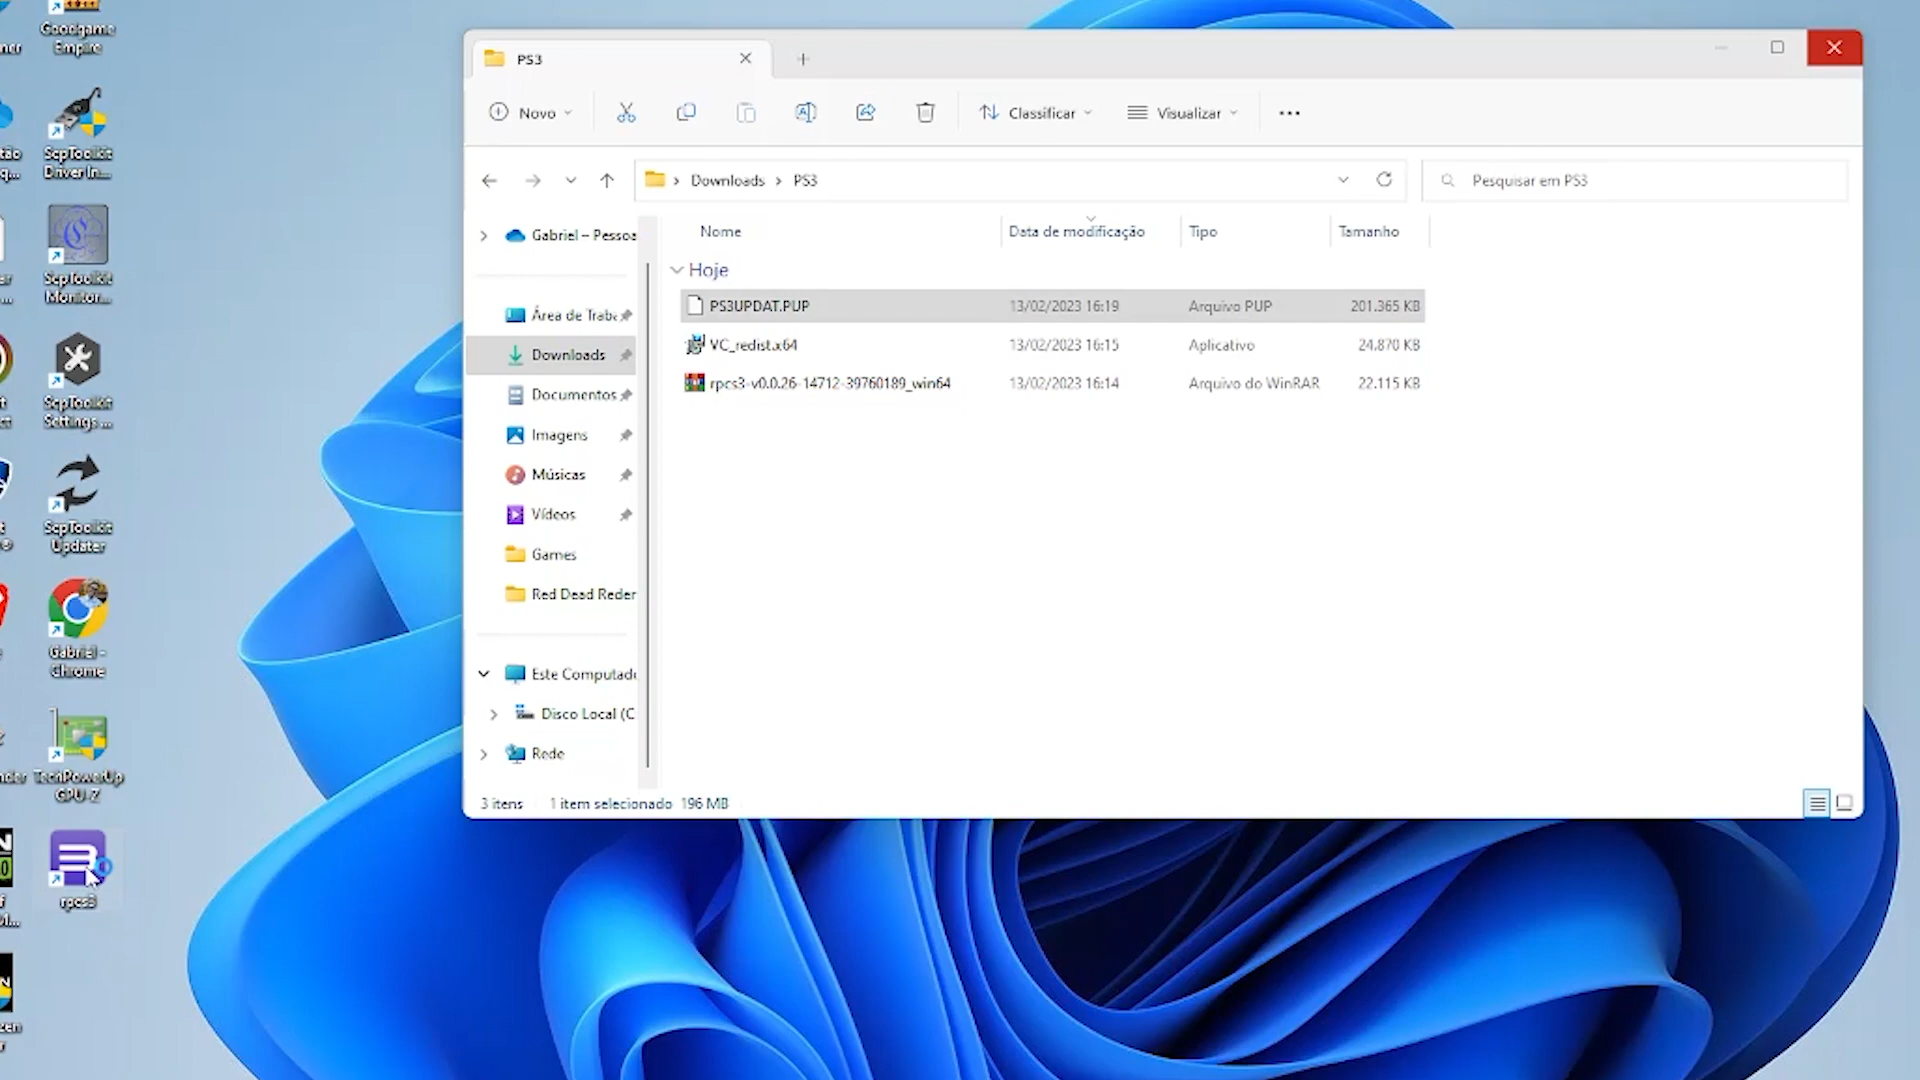 Goodgame
Empire
ScpToolkit
Driver In...
ScpToolkit
Monitor...
ScpToolkit
Settings ...
ScpToolkit
Updater
Gabriel -
Chrome
TechPowerUp
GPU-Z
rpcs3
PS3
Novo
Classificar
Visualizar
Downloads
PS3
Pesquisar em PS3
Gabriel – Pessoa
Área de Traba
Downloads
Documentos
Imagens
Músicas
Vídeos
Games
Red Dead Reder
Este Computado
Disco Local (C
Rede
Nome Data de modificação Tipo Tamanho
Hoje
PS3UPDAT.PUP 13/02/2023 16:19 Arquivo PUP 201.365 KB
VC_redist.x64 13/02/2023 16:15 Aplicativo 24.870 KB
rpcs3-v0.0.26-14712-39760189_win64 13/02/2023 16:14 Arquivo do WinRAR 22.115 KB
3 itens 1 item selecionado 196 MB